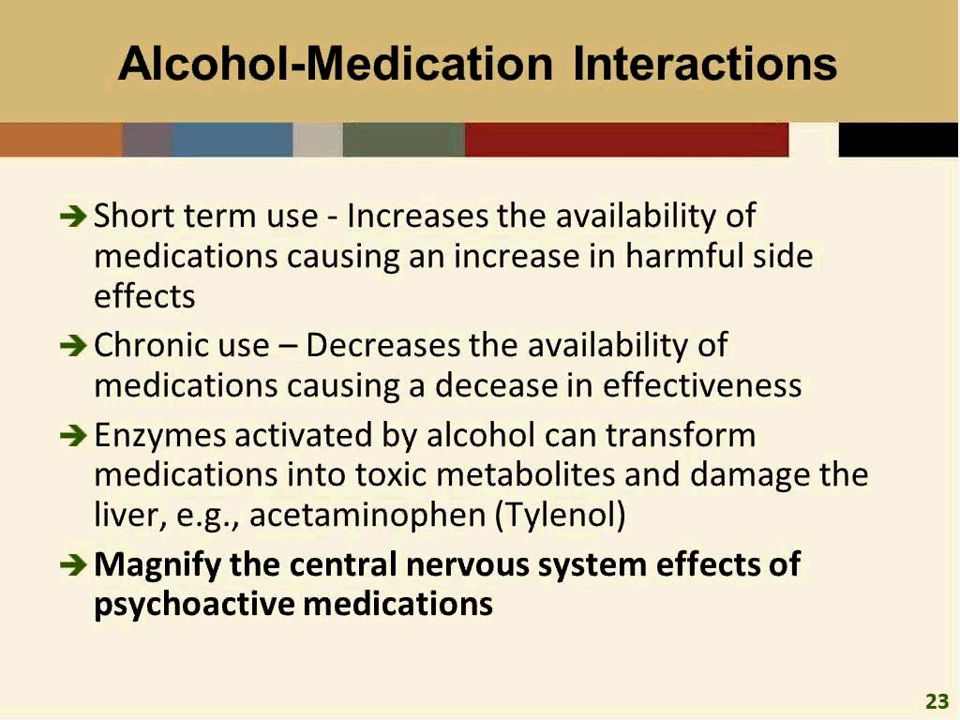 Alcohol-Medication Interactions
Short term use - Increases the availability of
medications causing an increase in harmful side
effects
Chronic use – Decreases the availability of
medications causing a decease in effectiveness
Enzymes activated by alcohol can transform
medications into toxic metabolites and damage the
liver, e.g., acetaminophen (Tylenol)
Magnify the central nervous system effects of
psychoactive medications
23